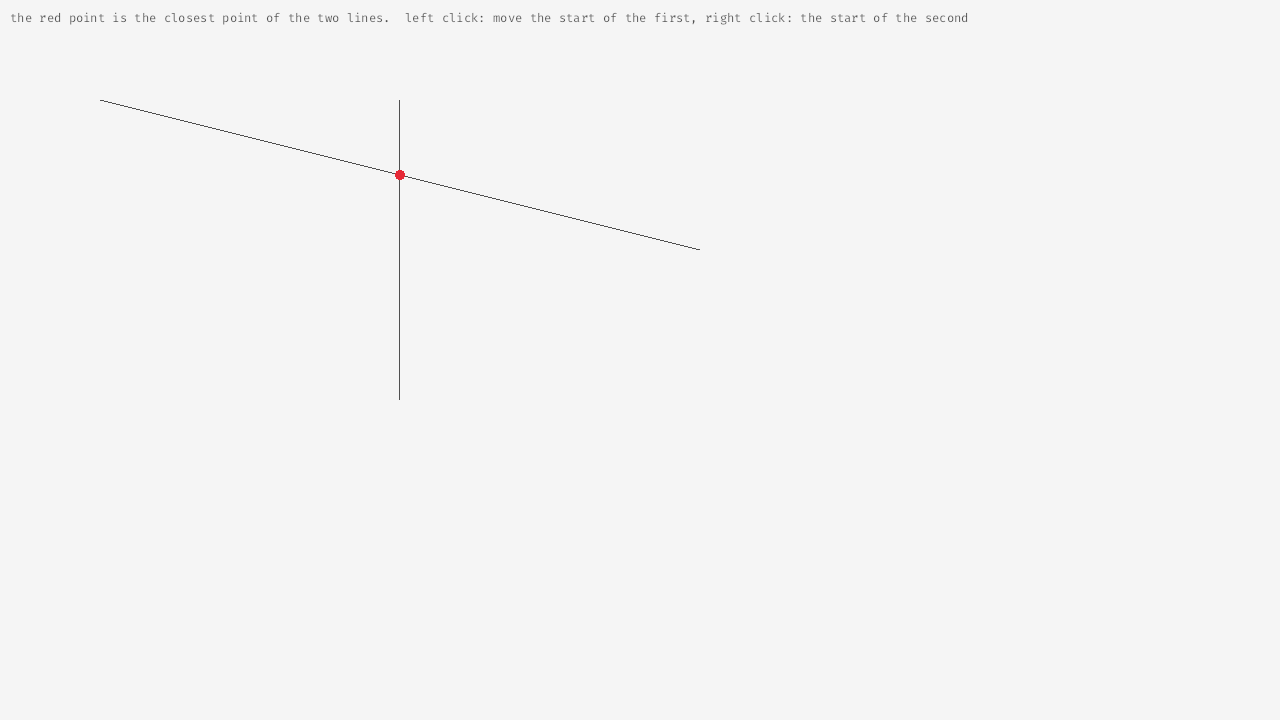 the red point is the closest point of the two lines.  left click: move the start of the first, right click: the start of the second